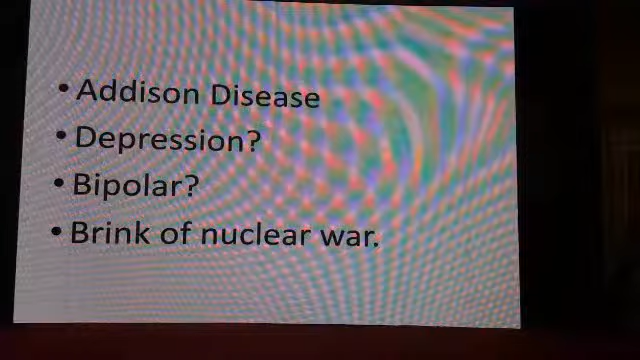 • Addison Disease
• Depression?
• Bipolar?
• Brink of nuclear war.